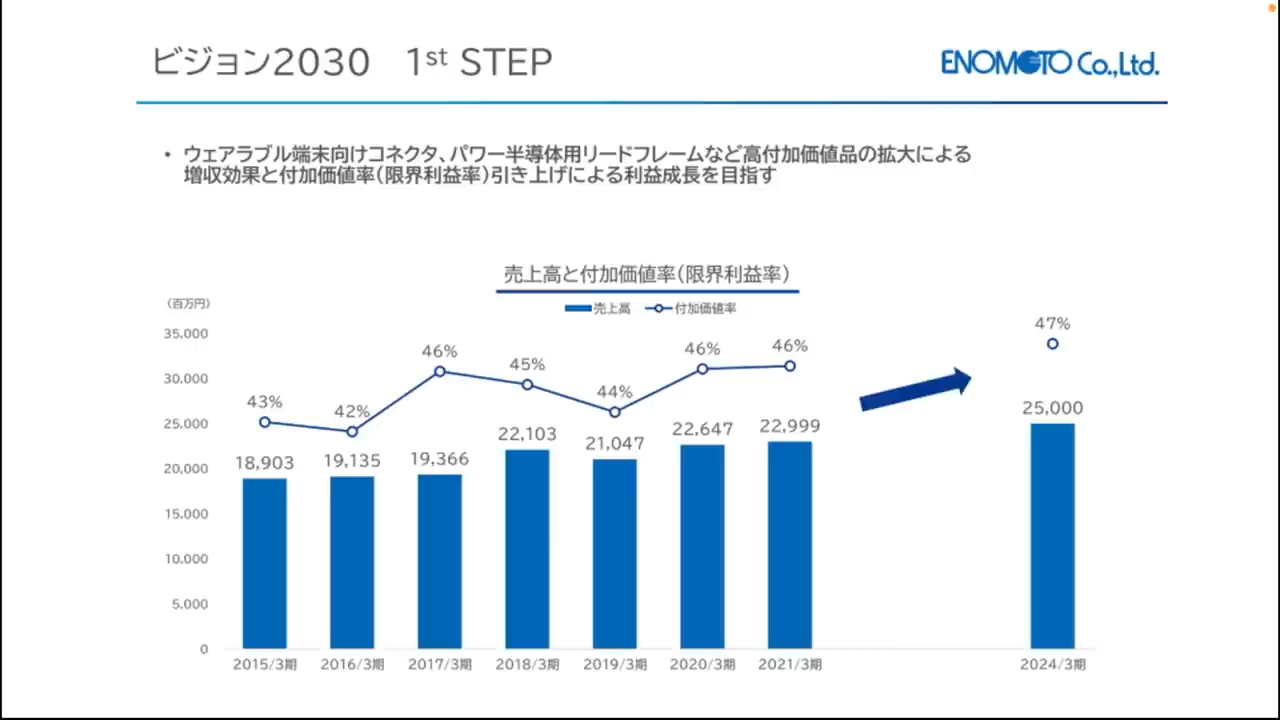 ビジョン2030 1st STEP
ENOMOTO Co.,Ltd.
• ウェアラブル端末向けコネクタ、パワー半導体用リードフレームなど高付加価値品の拡大による
増収効果と付加価値率(限界利益率)引き上げによる利益成長を目指す
売上高と付加価値率(限界利益率)
(百万円)
売上高 付加価値率
35,000
30,000
25,000
20,000
15,000
10,000
5,000
0
43% 42% 46% 45% 44% 46% 46% 47%
18,903 19,135 19,366 22,103 21,047 22,647 22,999 25,000
2015/3期 2016/3期 2017/3期 2018/3期 2019/3期 2020/3期 2021/3期 2024/3期